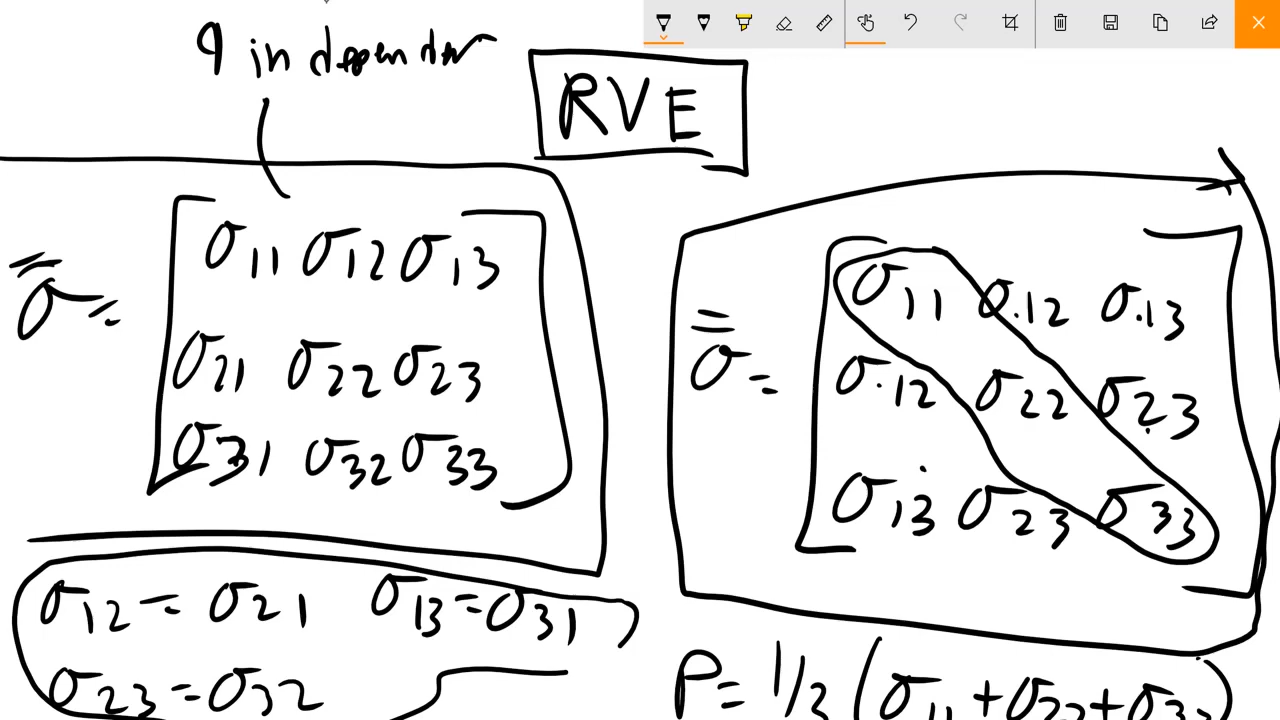 9 independen
RVE
σ̿ =
σ11 σ12 σ13
σ21 σ22 σ23
σ31 σ32 σ33
σ̿ =
σ11 σ12 σ13
σ12 σ22 σ23
σ13 σ23 σ33
σ12 = σ21 σ13 = σ31
σ23 = σ32
P = 1/3 (σ11 + σ22 + σ33)